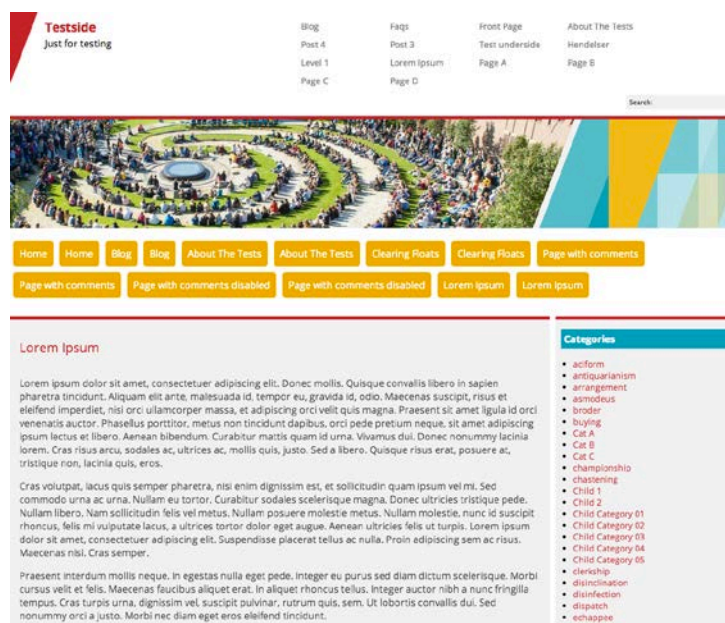 Testside
Just for testing
Blog Faqs Front Page About The Tests
Post 4 Post 3 Test underside Hendelser
Level 1 Lorem Ipsum Page A Page B
Page C Page D
Search:
Home Home Blog Blog About The Tests About The Tests Clearing Floats Clearing Floats Page with comments
Page with comments Page with comments disabled Page with comments disabled Lorem Ipsum Lorem Ipsum
Lorem Ipsum
Lorem ipsum dolor sit amet, consectetuer adipiscing elit. Donec mollis. Quisque convallis libero in sapien
pharetra tincidunt. Aliquam elit ante, malesuada id, tempor eu, gravida id, odio. Maecenas suscipit, risus et
eleifend imperdiet, nisi orci ullamcorper massa, et adipiscing orci velit quis magna. Praesent sit amet ligula id orci
venenatis auctor. Phasellus porttitor, metus non tincidunt dapibus, orci pede pretium neque, sit amet adipiscing
ipsum lectus et libero. Aenean bibendum. Curabitur mattis quam id urna. Vivamus dui. Donec nonummy lacinia
lorem. Cras risus arcu, sodales ac, ultrices ac, mollis quis, justo. Sed a libero. Quisque risus erat, posuere at,
tristique non, lacinia quis, eros.
Cras volutpat, lacus quis semper pharetra, nisi enim dignissim est, et sollicitudin quam ipsum vel mi. Sed
commodo urna ac urna. Nullam eu tortor. Curabitur sodales scelerisque magna. Donec ultricies tristique pede.
Nullam libero. Nam sollicitudin felis vel metus. Nullam posuere molestie metus. Nullam molestie, nunc id suscipit
rhoncus, felis mi vulputate lacus, a ultrices tortor dolor eget augue. Aenean ultricies felis ut turpis. Lorem ipsum
dolor sit amet, consectetuer adipiscing elit. Suspendisse placerat tellus ac nulla. Proin adipiscing sem ac risus.
Maecenas nisi. Cras semper.
Praesent interdum mollis neque. In egestas nulla eget pede. Integer eu purus sed diam dictum scelerisque. Morbi
cursus velit et felis. Maecenas faucibus aliquet erat. In aliquet rhoncus tellus. Integer auctor nibh a nunc fringilla
tempus. Cras turpis urna, dignissim vel, suscipit pulvinar, rutrum quis, sem. Ut lobortis convallis dui. Sed
nonummy orci a justo. Morbi nec diam eget eros eleifend tincidunt.
Categories
aciform
antiquarianism
arrangement
asmodeus
broder
buying
Cat A
Cat B
Cat C
championship
chastening
Child 1
Child 2
Child Category 01
Child Category 02
Child Category 03
Child Category 04
Child Category 05
clerkship
disinclination
disinfection
dispatch
echappee